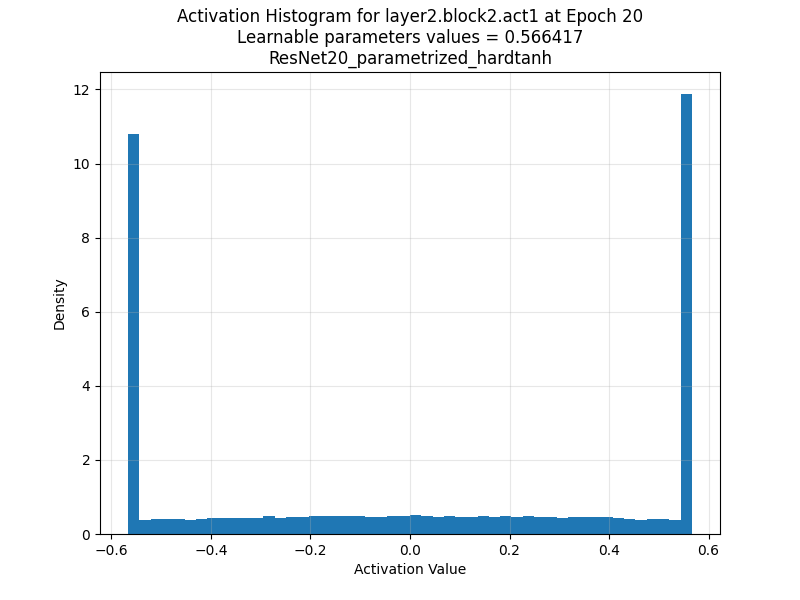 Activation Histogram for layer2.block2.act1 at Epoch 20
Learnable parameters values = 0.566417
ResNet20_parametrized_hardtanh
12
10
8
6
4
2
0
Density
−0.6
−0.4
−0.2
0.0
0.2
0.4
0.6
Activation Value